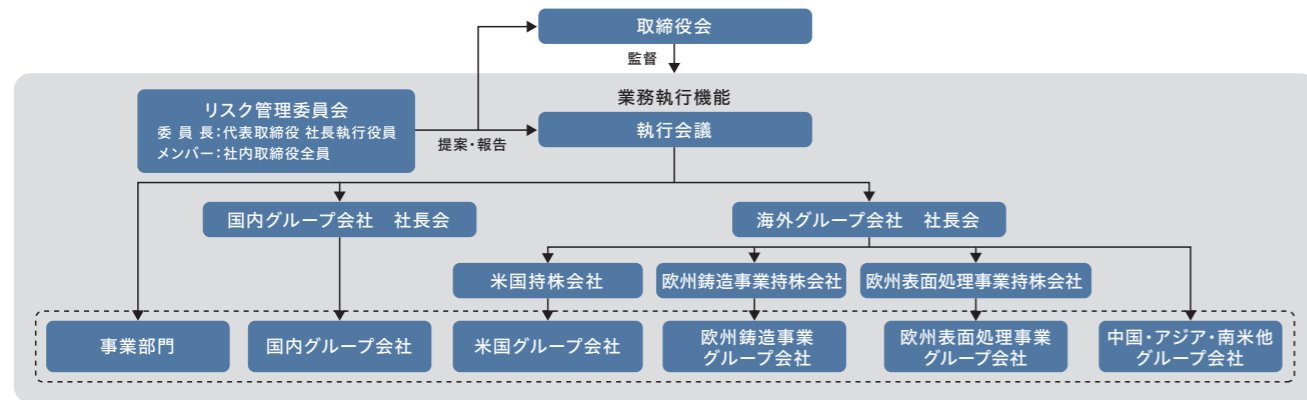 取締役会
監督
業務執行機能
リスク管理委員会
委 員 長：代表取締役 社長執行役員
メンバー：社内取締役全員
提案・報告
執行会議
国内グループ会社　社長会
海外グループ会社　社長会
米国持株会社
欧州鋳造事業持株会社
欧州表面処理事業持株会社
事業部門
国内グループ会社
米国グループ会社
欧州鋳造事業
グループ会社
欧州表面処理事業
グループ会社
中国・アジア・南米他
グループ会社